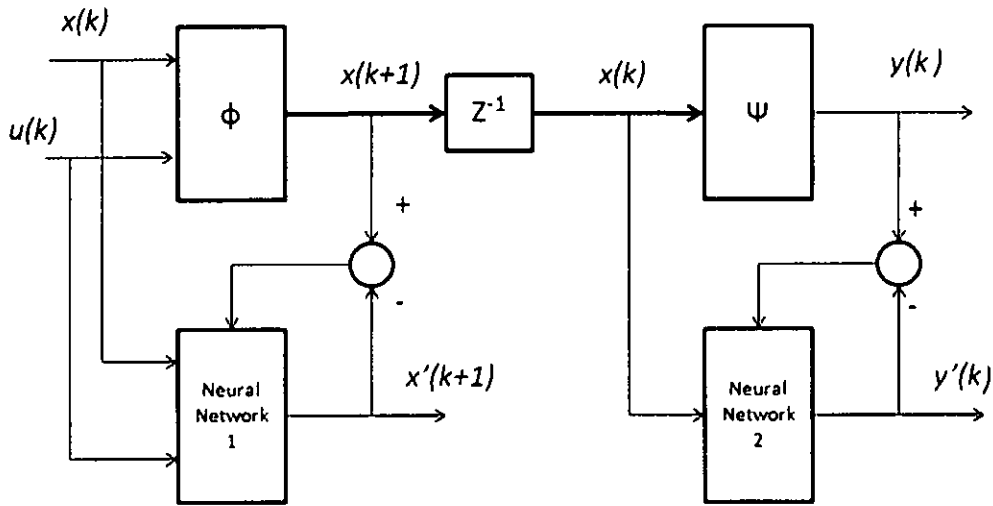 x(k)
u(k)
Φ
x(k+1)
Z⁻¹
x(k)
Ψ
y(k)
+
-
+
-
Neural
Network
1
x'(k+1)
Neural
Network
2
y'(k)